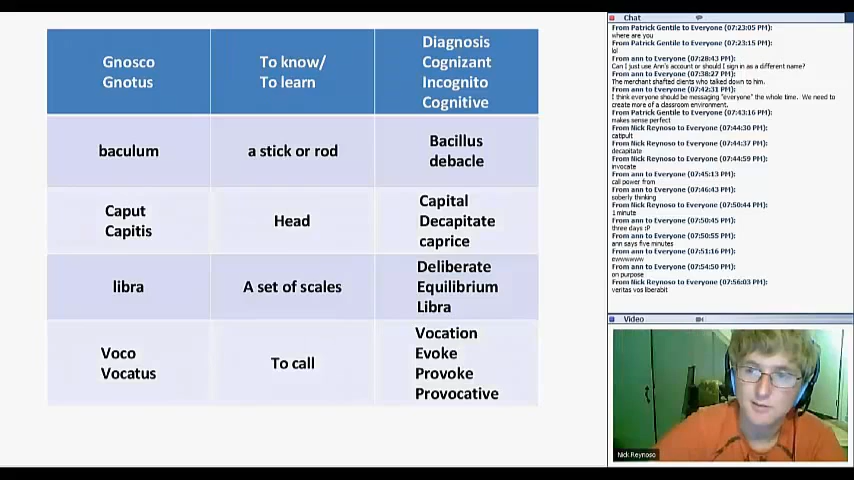 Gnosco
Gnotus
To know/
To learn
Diagnosis
Cognizant
Incognito
Cognitive
baculum
a stick or rod
Bacillus
debacle
Caput
Capitis
Head
Capital
Decapitate
caprice
libra
A set of scales
Deliberate
Equilibrium
Libra
Voco
Vocatus
To call
Vocation
Evoke
Provoke
Provocative
Chat
From Patrick Gentile to Everyone (07:23:05 PM):
where are you
From Patrick Gentile to Everyone (07:23:15 PM):
lol
From ann to Everyone (07:28:43 PM):
Can I just use Ann's account or should I sign in as a different name?
From ann to Everyone (07:38:27 PM):
The merchant shafted clients who talked down to him.
From ann to Everyone (07:42:31 PM):
I think everyone should be messaging "everyone" the whole time. We need to
create more of a classroom environment.
From Patrick Gentile to Everyone (07:43:16 PM):
makes sense perfect
From Nick Reynoso to Everyone (07:44:30 PM):
catipult
From Nick Reynoso to Everyone (07:44:37 PM):
decapitate
From Nick Reynoso to Everyone (07:44:59 PM):
invocate
From ann to Everyone (07:45:13 PM):
call power from
From ann to Everyone (07:46:43 PM):
soberly thinking
From Nick Reynoso to Everyone (07:50:44 PM):
1 minute
From ann to Everyone (07:50:45 PM):
three days :P
From ann to Everyone (07:50:55 PM):
ann says five minutes
From ann to Everyone (07:51:16 PM):
ewwwwww
From ann to Everyone (07:54:50 PM):
on purpose
From Nick Reynoso to Everyone (07:56:03 PM):
veritas vos liberabit
Video
Nick Reynoso